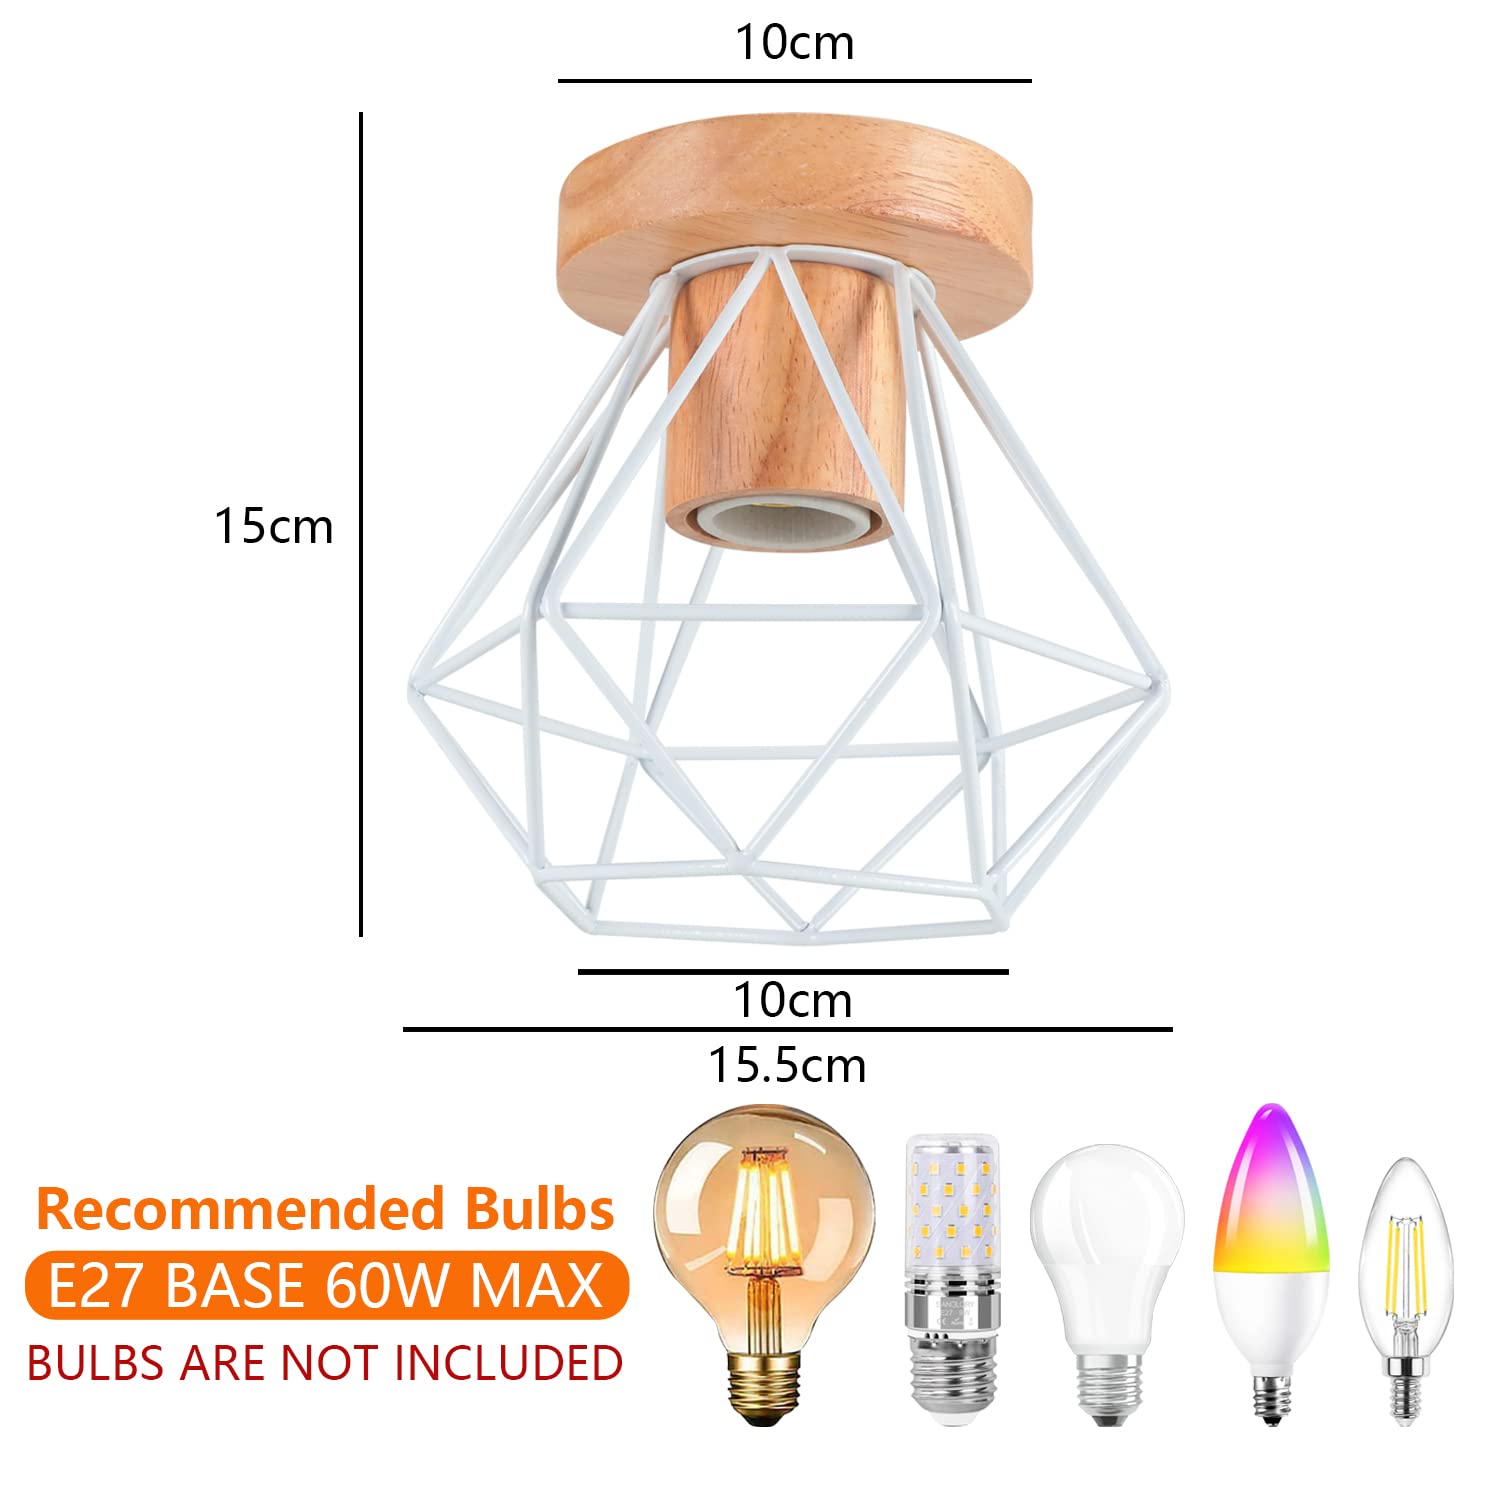 10cm
15cm
10cm
15.5cm
Recommended Bulbs
E27 BASE 60W MAX
BULBS ARE NOT INCLUDED